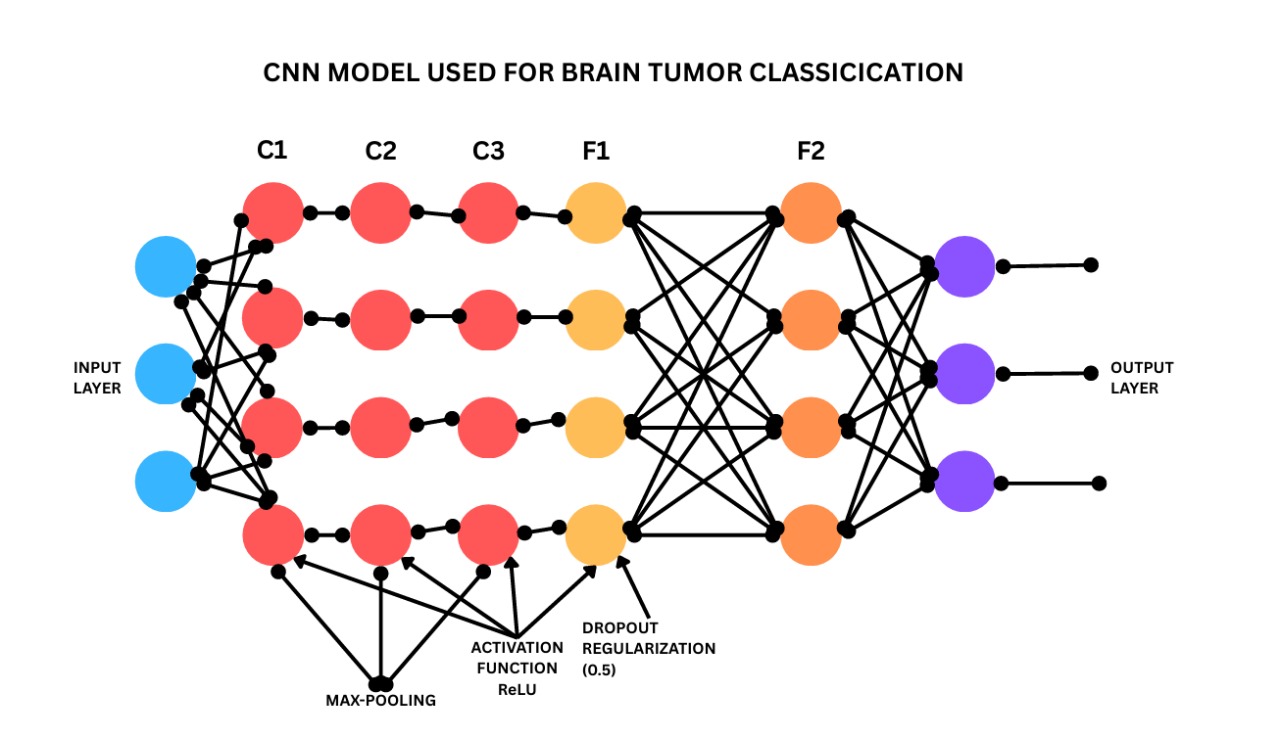 CNN MODEL USED FOR BRAIN TUMOR CLASSICICATION
C1 C2 C3 F1 F2
INPUT
LAYER
OUTPUT
LAYER
DROPOUT
REGULARIZATION
(0.5)
ACTIVATION
FUNCTION
ReLU
MAX-POOLING